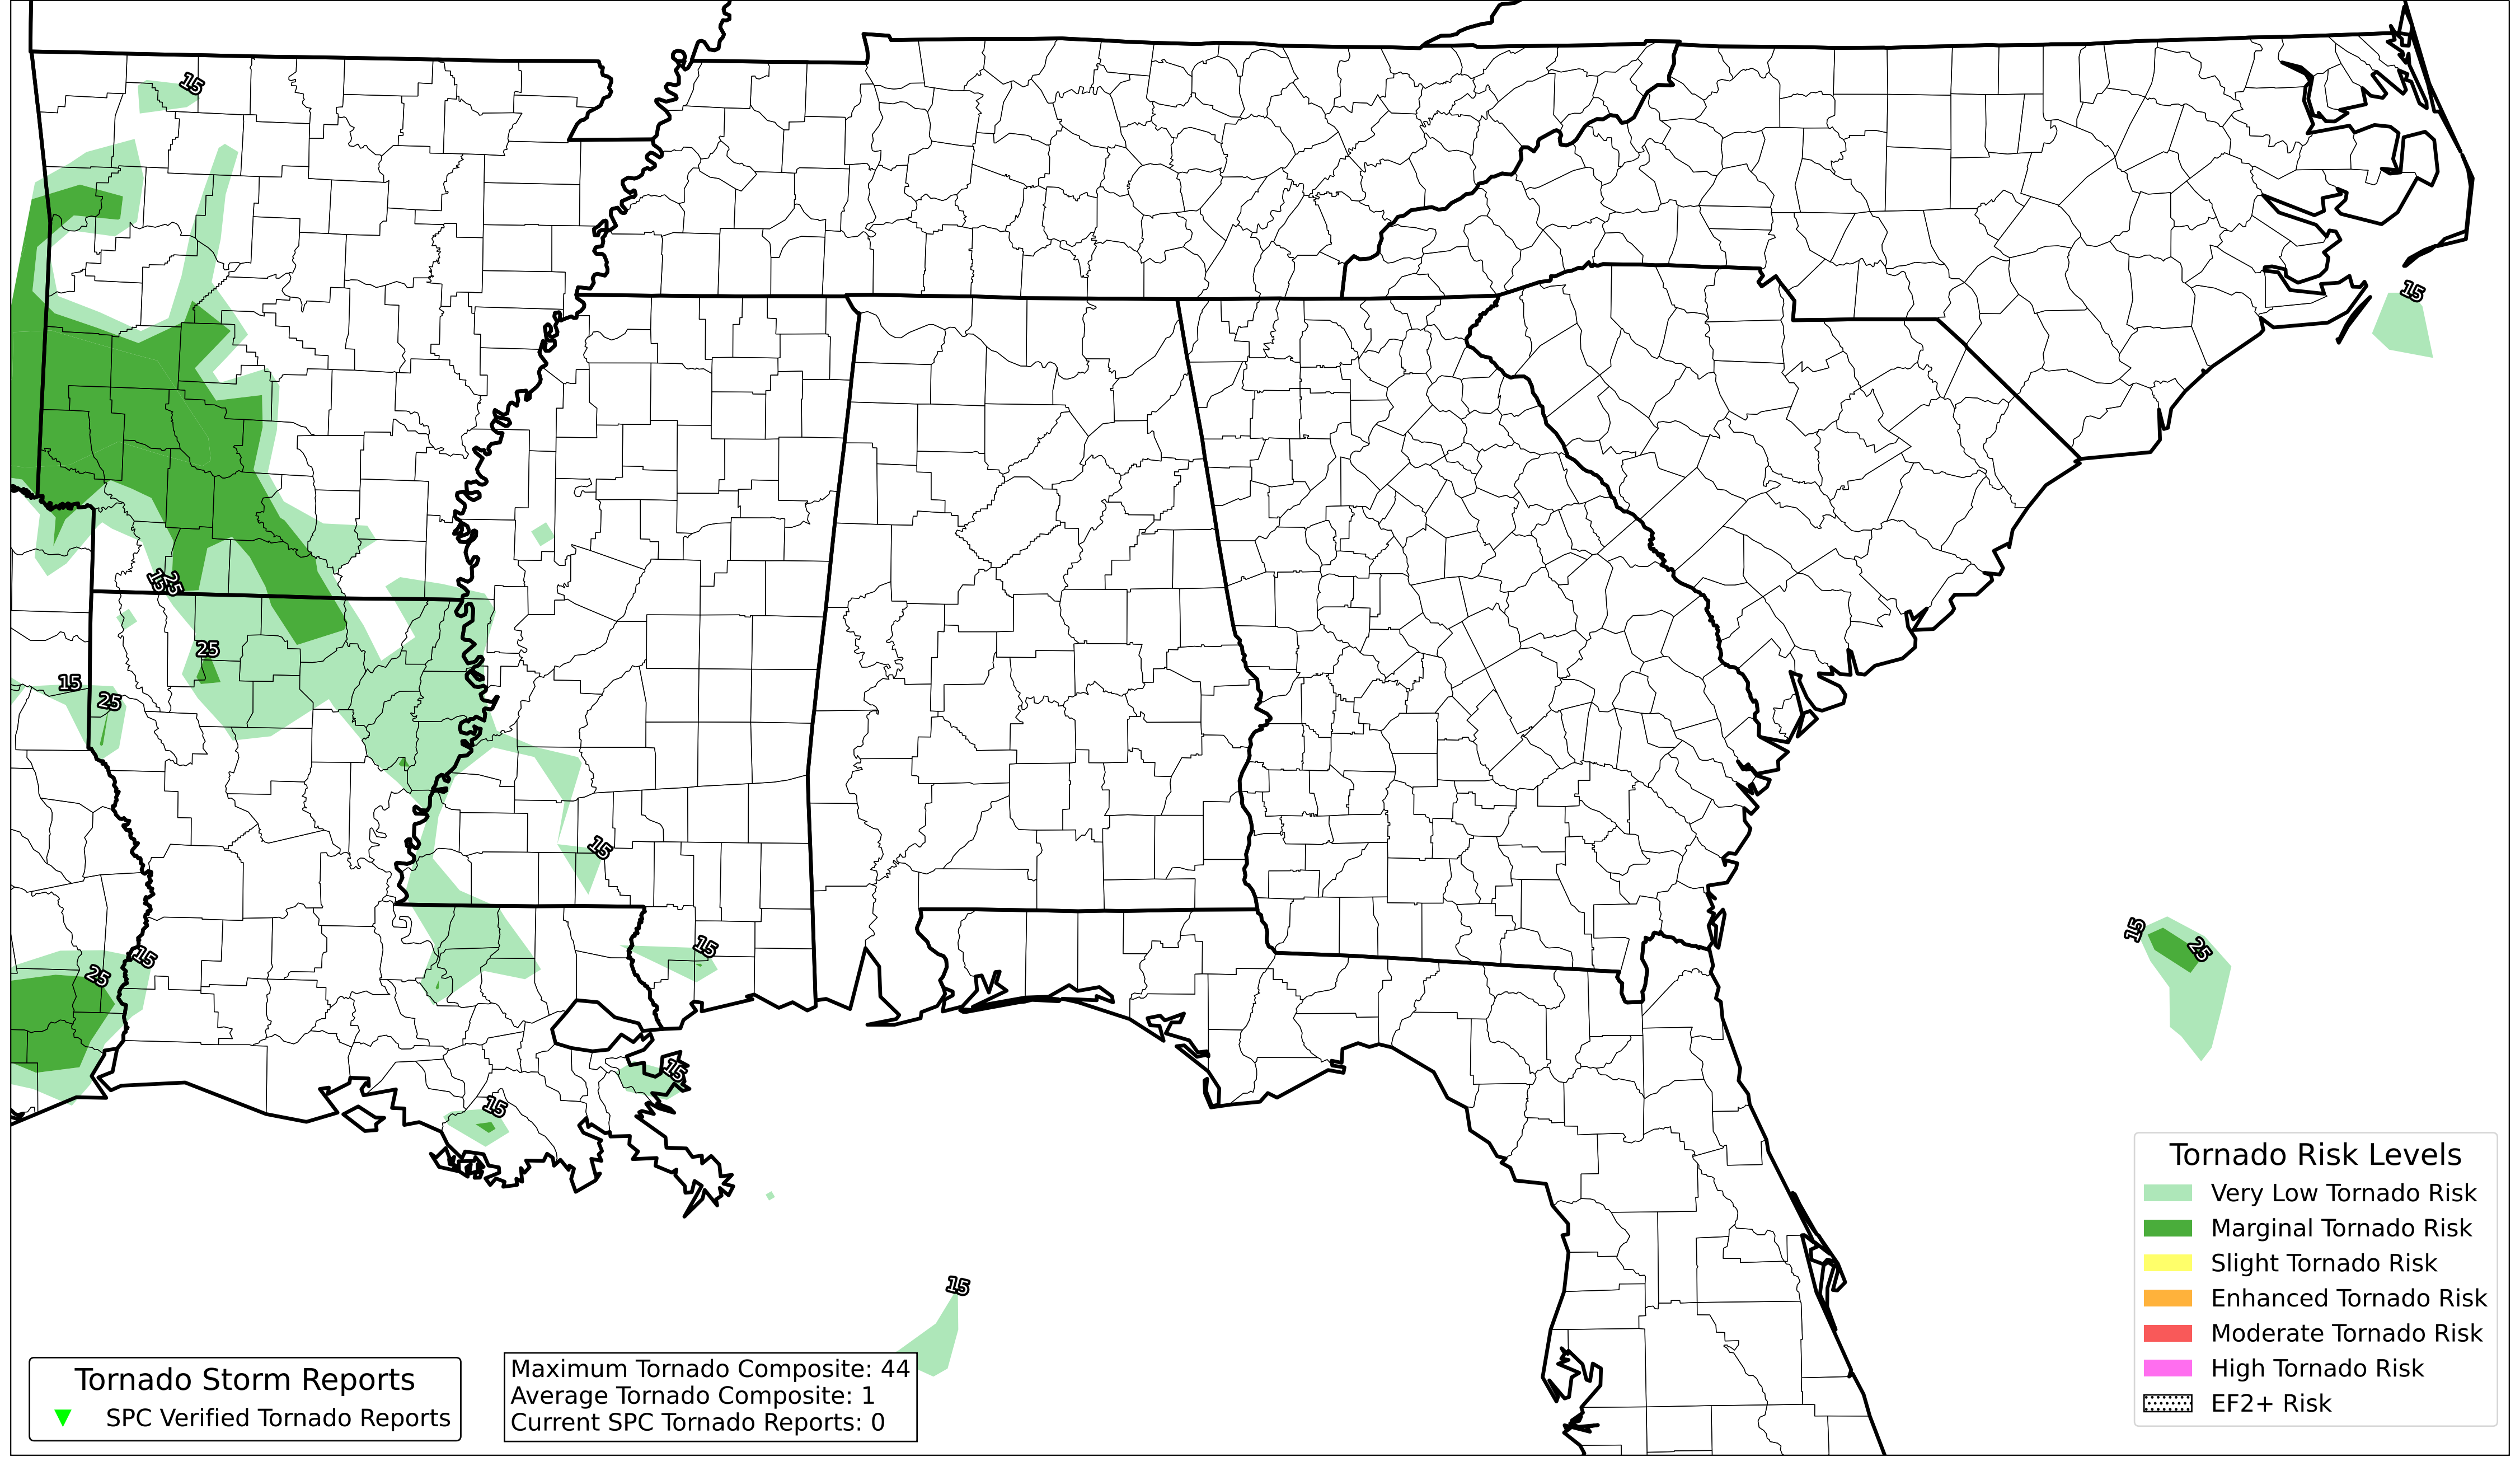 15
15
15
25
25
15
25
15
15
15
25
15
25
15
15
15
Tornado Risk Levels
Very Low Tornado Risk
Marginal Tornado Risk
Slight Tornado Risk
Enhanced Tornado Risk
Moderate Tornado Risk
High Tornado Risk
EF2+ Risk
15
Tornado Storm Reports
SPC Verified Tornado Reports
Maximum Tornado Composite: 44
Average Tornado Composite: 1
Current SPC Tornado Reports: 0